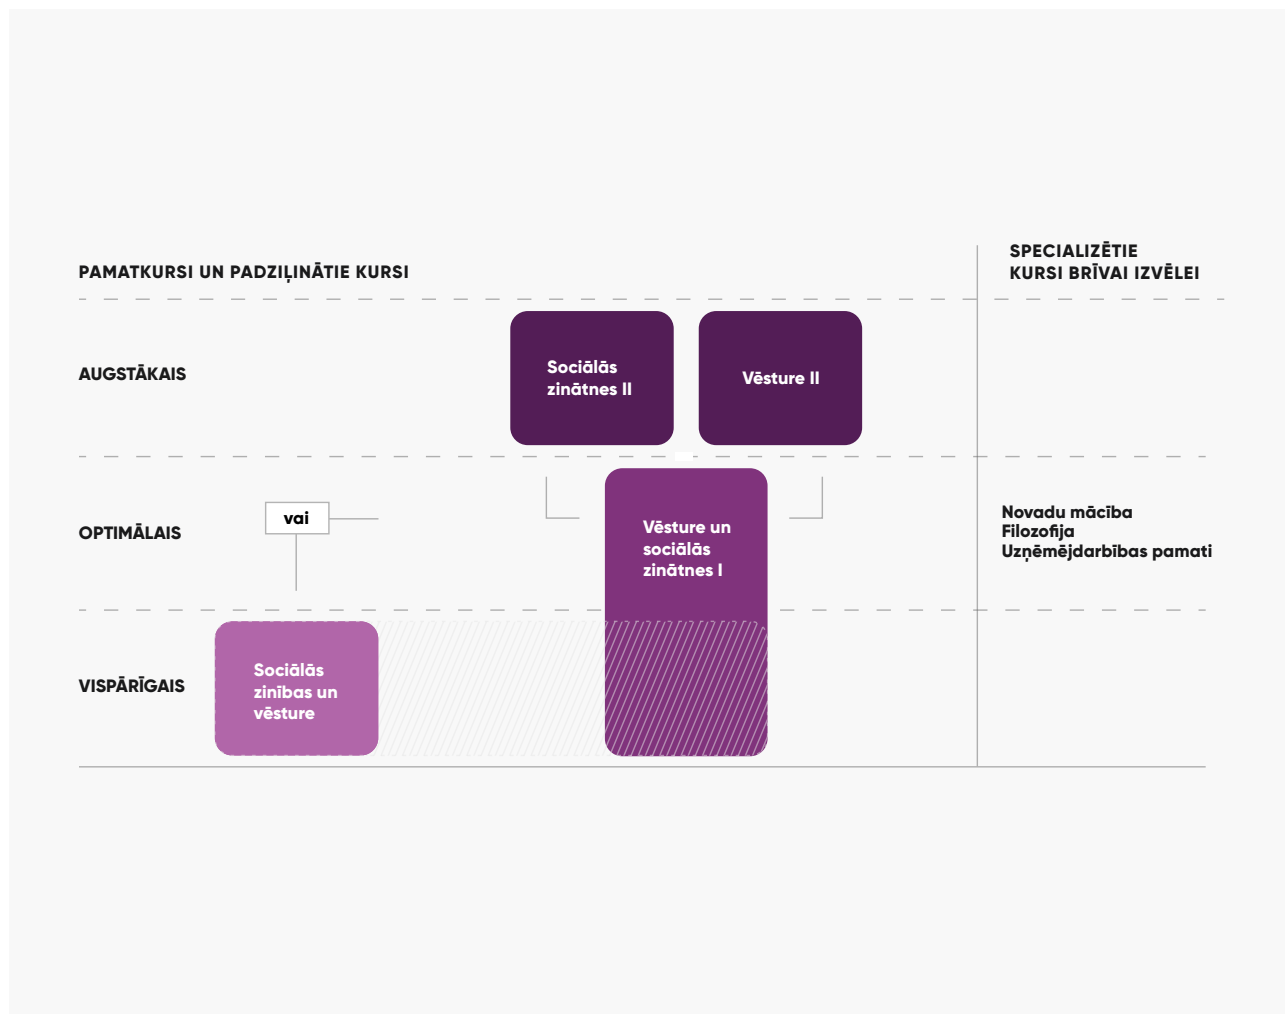 PAMATKURSI UN PADZIĻINĀTIE KURSI
SPECIALIZĒTIE
KURSI BRĪVAI IZVĒLEI
AUGSTĀKAIS
Sociālās
zinātnes II
Vēsture II
OPTIMĀLAIS
vai
Vēsture un
sociālās
zinātnes I
Novadu mācība
Filozofija
Uzņēmējdarbības pamati
VISPĀRĪGAIS
Sociālās
zinības un
vēsture